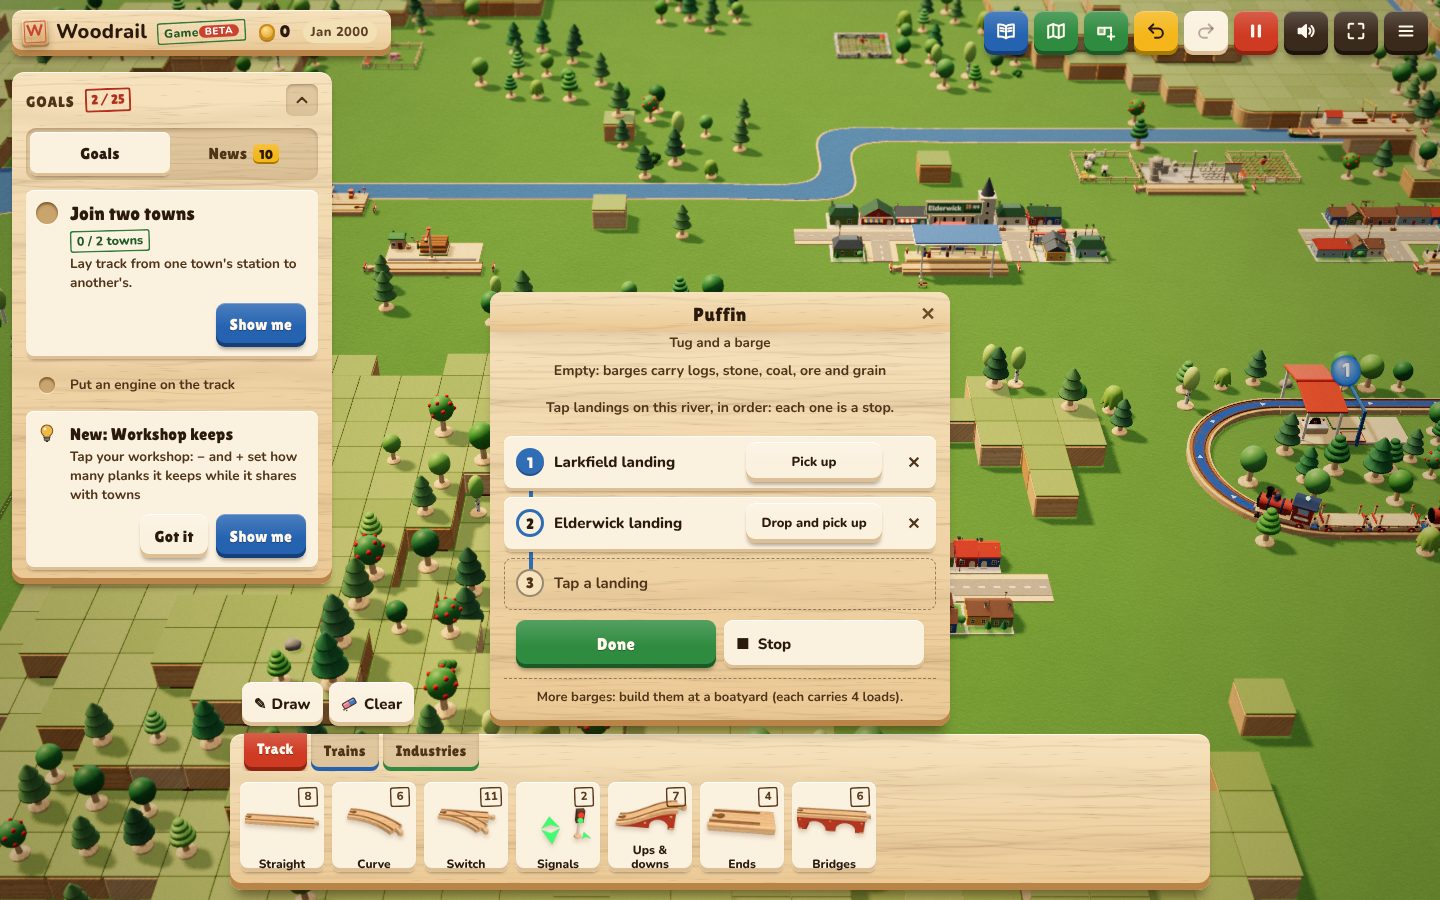 W Woodrail Game BETA 0 Jan 2000
GOALS 2 / 25
Goals
News 10
Join two towns
0 / 2 towns
Lay track from one town's station to
another's.
Show me
Put an engine on the track
New: Workshop keeps
Tap your workshop: – and + set how
many planks it keeps while it shares
with towns
Got it
Show me
Elderwick
1
Puffin
Tug and a barge
Empty: barges carry logs, stone, coal, ore and grain
Tap landings on this river, in order: each one is a stop.
1 Larkfield landing Pick up
2 Elderwick landing Drop and pick up
3 Tap a landing
Done
Stop
More barges: build them at a boatyard (each carries 4 loads).
Draw
Clear
Track
Trains
Industries
8
Straight
6
Curve
11
Switch
2
Signals
7
Ups &
downs
4
Ends
6
Bridges